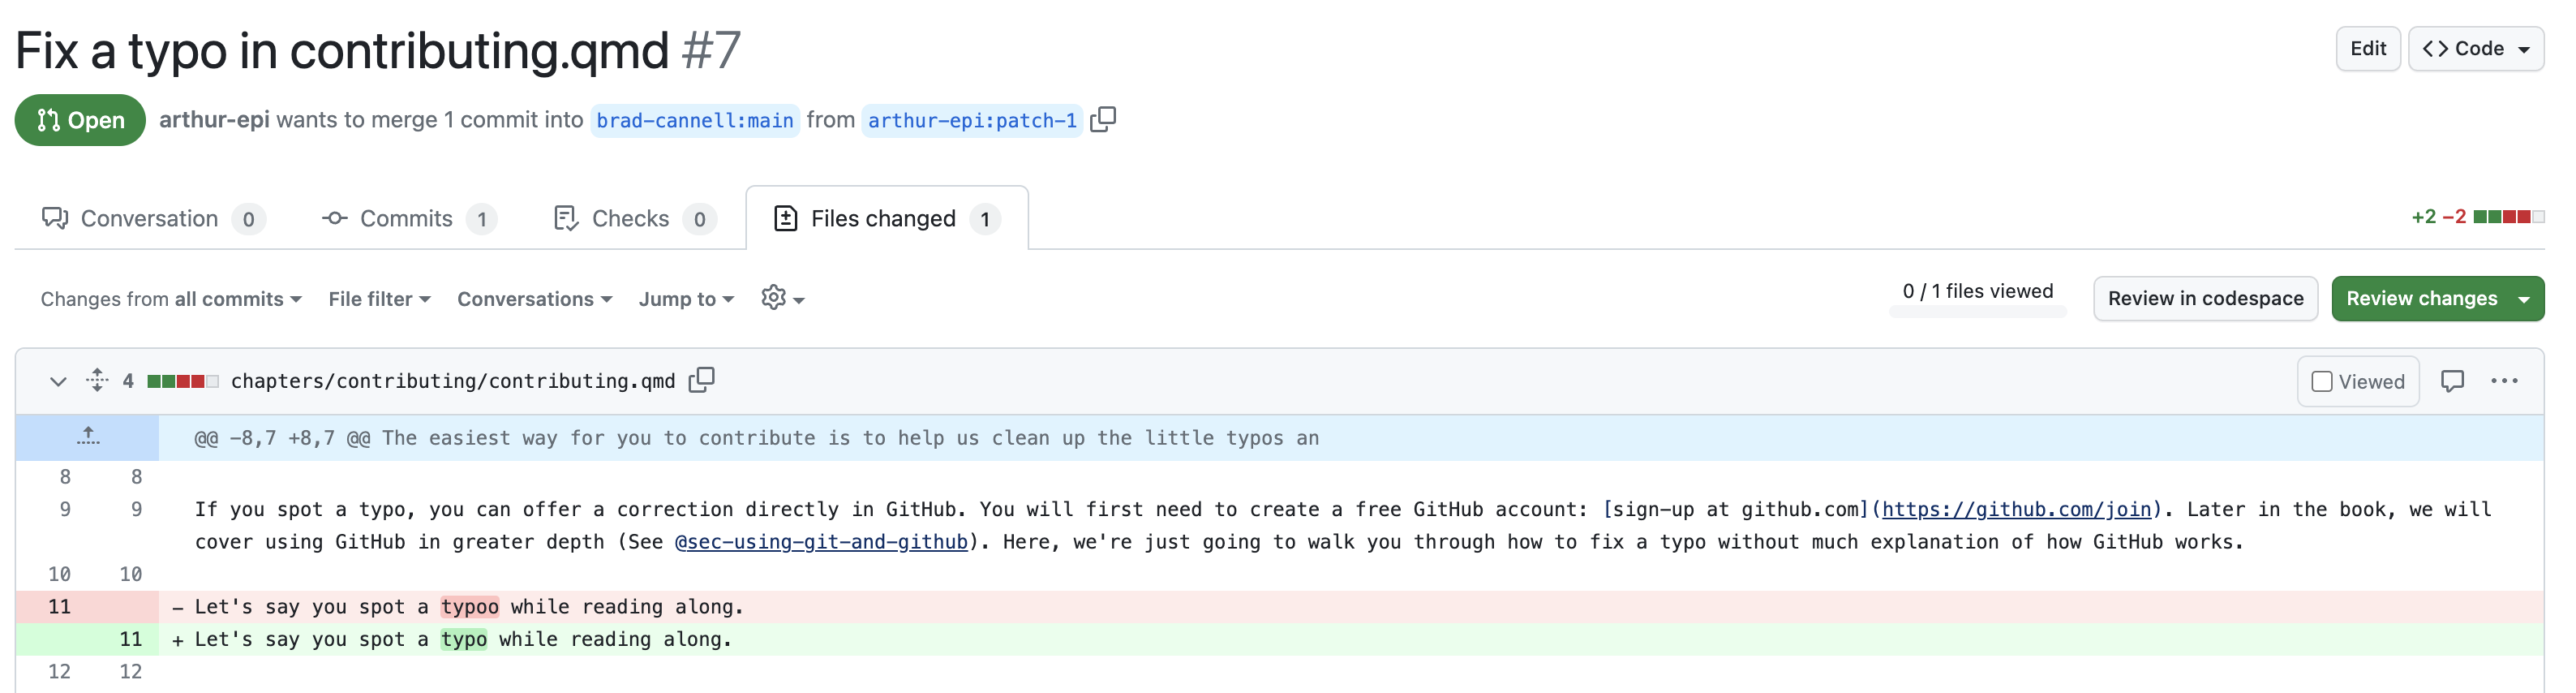 Fix a typo in contributing.qmd #7
Edit
<> Code
Open
arthur-epi wants to merge 1 commit into brad-cannell:main from arthur-epi:patch-1
Conversation 0
Commits 1
Checks 0
Files changed 1
+2 −2
Changes from all commits
File filter
Conversations
Jump to
0 / 1 files viewed
Review in codespace
Review changes
4 chapters/contributing/contributing.qmd
Viewed
@@ -8,7 +8,7 @@ The easiest way for you to contribute is to help us clean up the little typos an
8 8
9 9 If you spot a typo, you can offer a correction directly in GitHub. You will first need to create a free GitHub account: [sign-up at github.com](https://github.com/join). Later in the book, we will
cover using GitHub in greater depth (See @sec-using-git-and-github). Here, we're just going to walk you through how to fix a typo without much explanation of how GitHub works.
10 10
11 - Let's say you spot a typoo while reading along.
11 + Let's say you spot a typo while reading along.
12 12